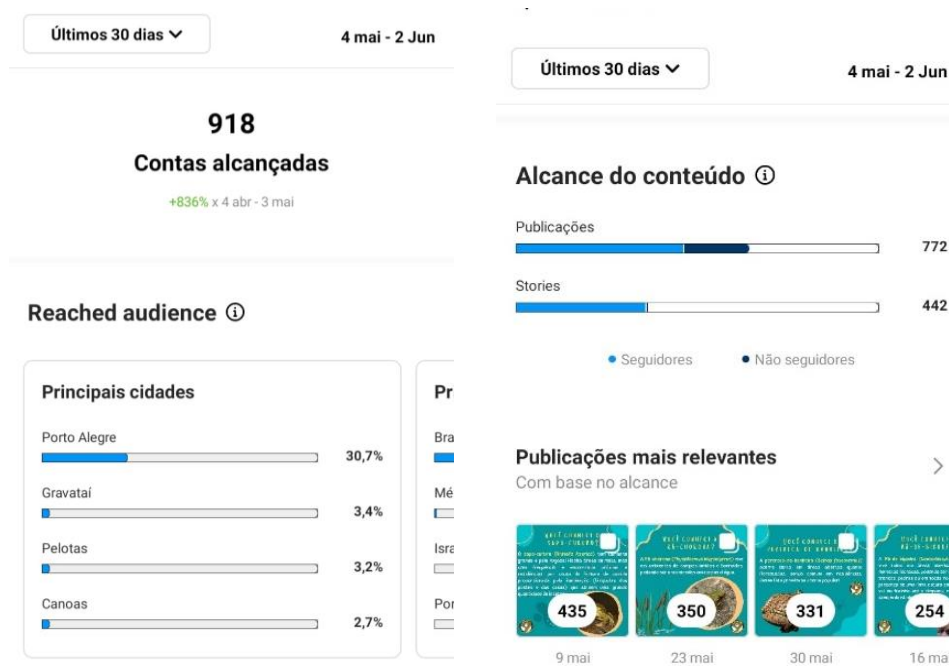 Últimos 30 dias
4 mai - 2 Jun
918
Contas alcançadas
+836% x 4 abr - 3 mai
Reached audience
Principais cidades
Porto Alegre
30,7%
Gravataí
3,4%
Pelotas
3,2%
Canoas
2,7%
Pr
Bra
Mé
Isra
Por
Últimos 30 dias
4 mai - 2 Jun
Alcance do conteúdo
Publicações
772
Stories
442
Seguidores
Não seguidores
Publicações mais relevantes
Com base no alcance
435
350
331
254
9 mai
23 mai
30 mai
16 ma